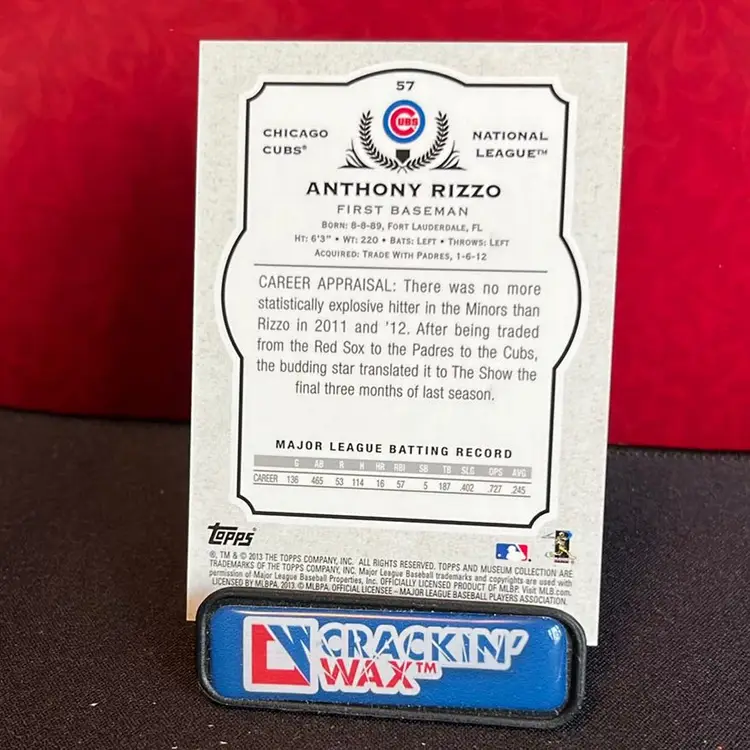 57
CHICAGO CUBS®
CUBS
NATIONAL LEAGUE™
ANTHONY RIZZO
FIRST BASEMAN
BORN: 8-8-89, FORT LAUDERDALE, FL
HT: 6'3" • WT: 220 • BATS: LEFT • THROWS: LEFT
ACQUIRED: TRADE WITH PADRES, 1-6-12
CAREER APPRAISAL: There was no more
statistically explosive hitter in the Minors than
Rizzo in 2011 and '12. After being traded
from the Red Sox to the Padres to the Cubs,
the budding star translated it to The Show the
final three months of last season.
MAJOR LEAGUE BATTING RECORD
G AB R H HR RBI SB TB SLG OPS AVG
CAREER 136 465 53 114 16 57 5 187 .402 .727 .245
topps®
®, TM & © 2013 THE TOPPS COMPANY, INC. ALL RIGHTS RESERVED. TOPPS AND MUSEUM COLLECTION ARE
TRADEMARKS OF THE TOPPS COMPANY, INC. Major League Baseball trademarks and copyrights are used with
permission of Major League Baseball Properties, Inc. OFFICIALLY LICENSED PRODUCT OF MLBP. Visit MLB.com.
LICENSED BY MLBPA, 2013. © MLBPA. OFFICIAL LICENSEE – MAJOR LEAGUE BASEBALL PLAYERS ASSOCIATION.
CRACKIN'
WAX™